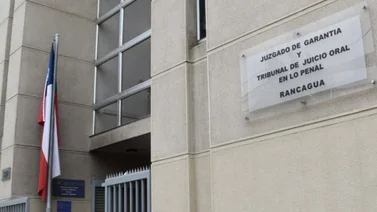 JUZGADO DE GARANTIA
Y
TRIBUNAL DE JUICIO ORAL
EN LO PENAL
RANCAGUA